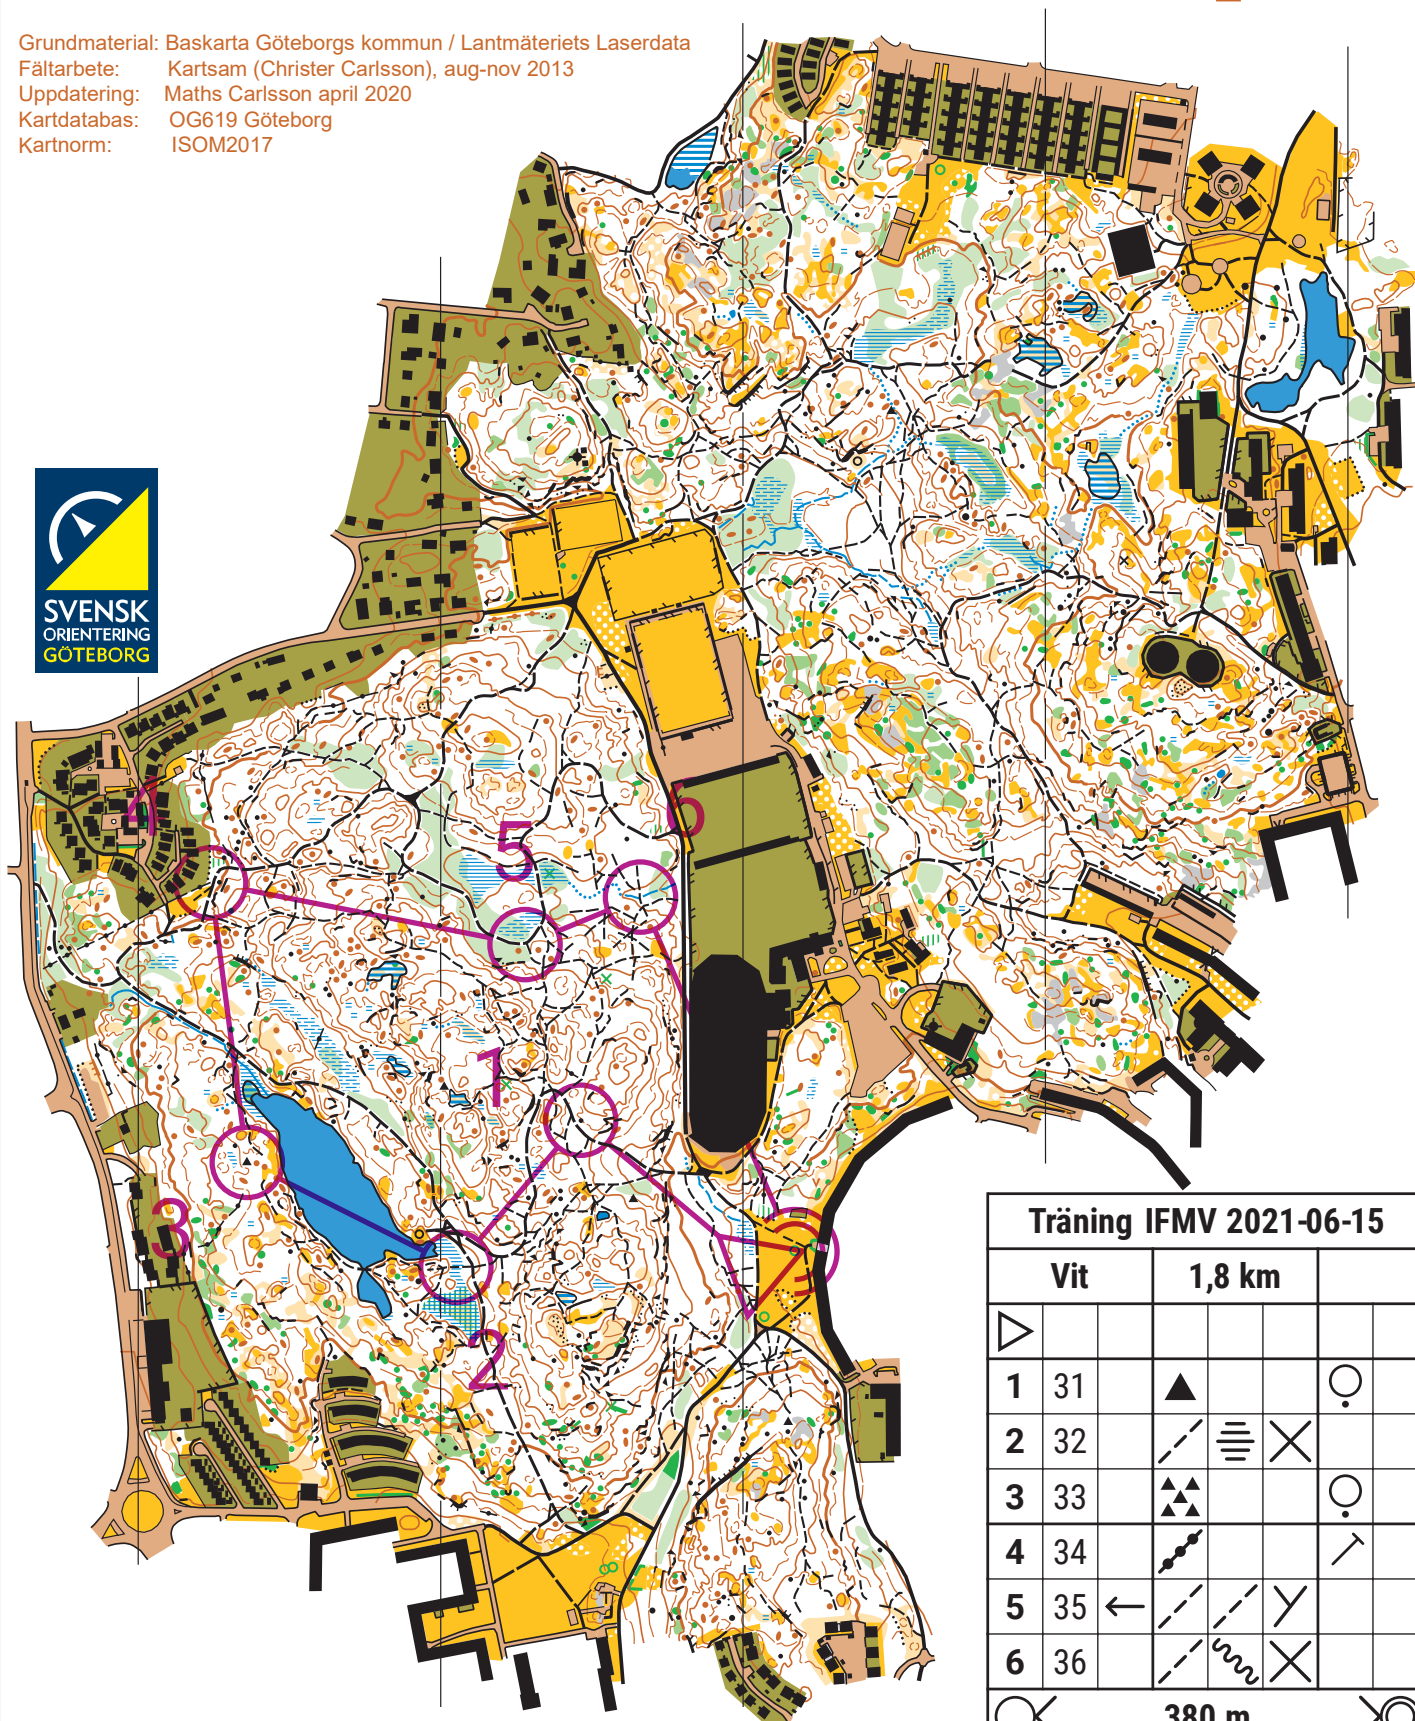 Grundmaterial: Baskarta Göteborgs kommun / Lantmäteriets Laserdata
Fältarbete: Kartsam (Christer Carlsson), aug-nov 2013
Uppdatering: Maths Carlsson april 2020
Kartdatabas: OG619 Göteborg
Kartnorm: ISOM2017
SVENSK
ORIENTERING
GÖTEBORG
4
5
6
1
3
2
Träning IFMV 2021-06-15
Vit 1,8 km
1 31
2 32
3 33
4 34
5 35
6 36
380 m